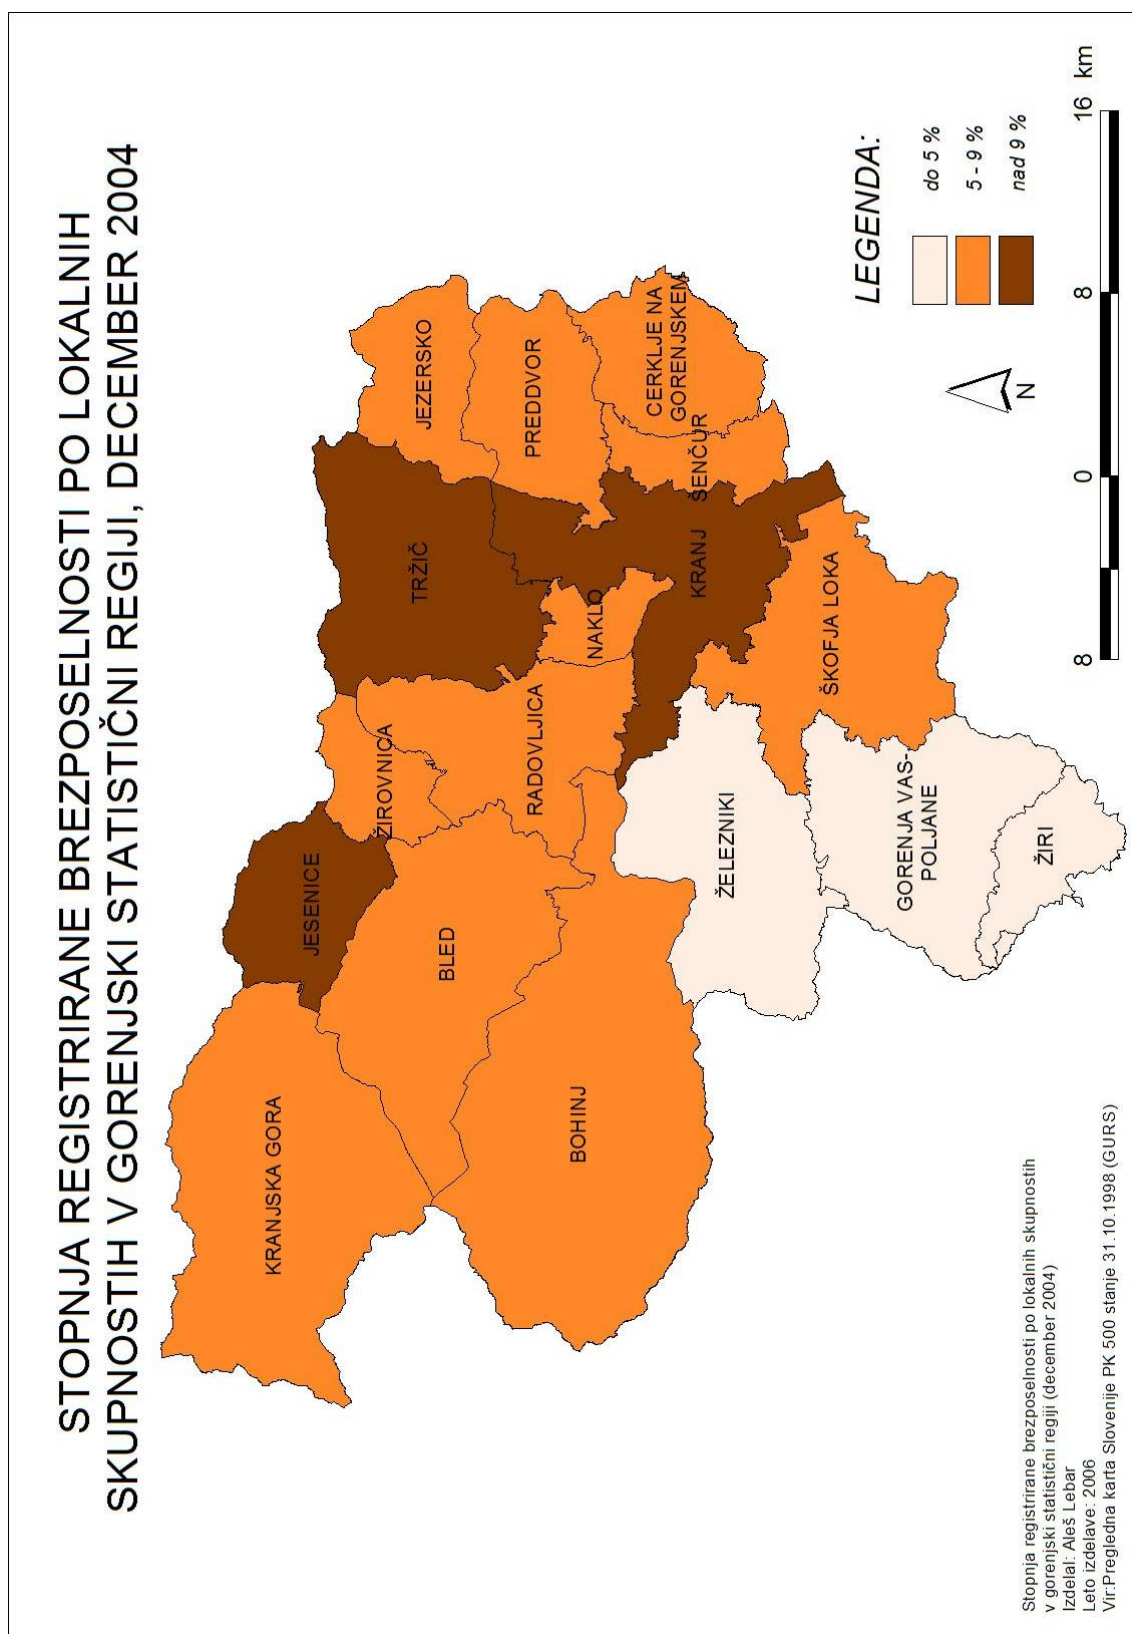 STOPNJA REGISTRIRANE BREZPOSELNOSTI PO LOKALNIH
SKUPNOSTIH V GORENJSKI STATISTIČNI REGIJI, DECEMBER 2004
KRANJSKA GORA
JESENICE
ŽIROVNICA
TRŽIČ
JEZERSKO
BLED
BOHINJ
RADOVLJICA
NAKLO
PREDDVOR
KRANJ
ŠENČUR
CERKLJE NA
GORENJSKEM
ŽELEZNIKI
ŠKOFJA LOKA
GORENJA VAS-
POLJANE
ŽIRI
LEGENDA:
do 5 %
5 - 9 %
nad 9 %
N
8 0 8 16 km
Stopnja registrirane brezposelnosti po lokalnih skupnostih
v gorenjski statistični regiji (december 2004)
Izdelal: Aleš Lebar
Leto izdelave: 2006
Vir:Pregledna karta Slovenije PK 500 stanje 31.10.1998 (GURS)